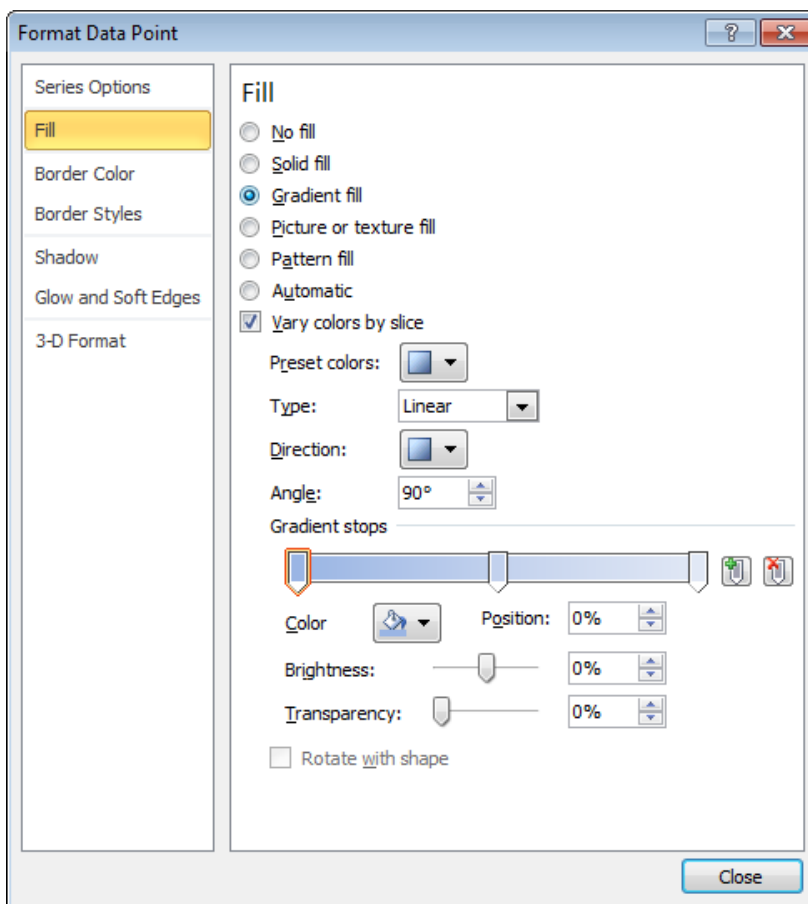 Format Data Point
Series Options
Fill
Border Color
Border Styles
Shadow
Glow and Soft Edges
3-D Format
Fill
No fill
Solid fill
Gradient fill
Picture or texture fill
Pattern fill
Automatic
Vary colors by slice
Preset colors:
Type: Linear
Direction:
Angle: 90°
Gradient stops
Color Position: 0%
Brightness: 0%
Transparency: 0%
Rotate with shape
Close